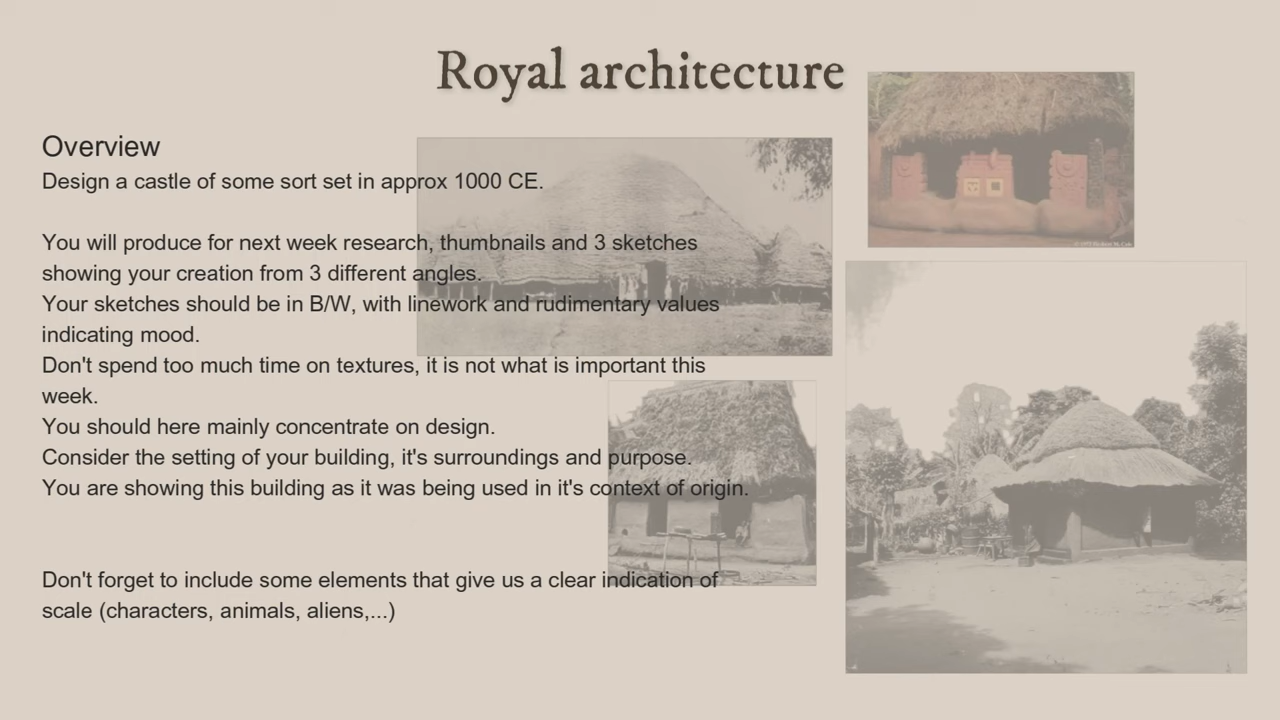 Royal architecture
Overview
Design a castle of some sort set in approx 1000 CE.
You will produce for next week research, thumbnails and 3 sketches
showing your creation from 3 different angles.
Your sketches should be in B/W, with linework and rudimentary values
indicating mood.
Don't spend too much time on textures, it is not what is important this
week.
You should here mainly concentrate on design.
Consider the setting of your building, it's surroundings and purpose.
You are showing this building as it was being used in it's context of origin.
Don't forget to include some elements that give us a clear indication of
scale (characters, animals, aliens,...)